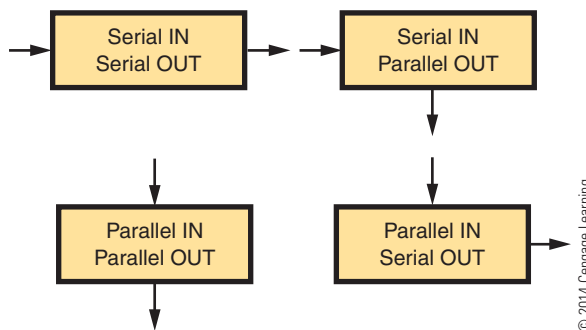 Serial IN
Serial OUT
Serial IN
Parallel OUT
Parallel IN
Parallel OUT
Parallel IN
Serial OUT
© 2014 Cengage Learning